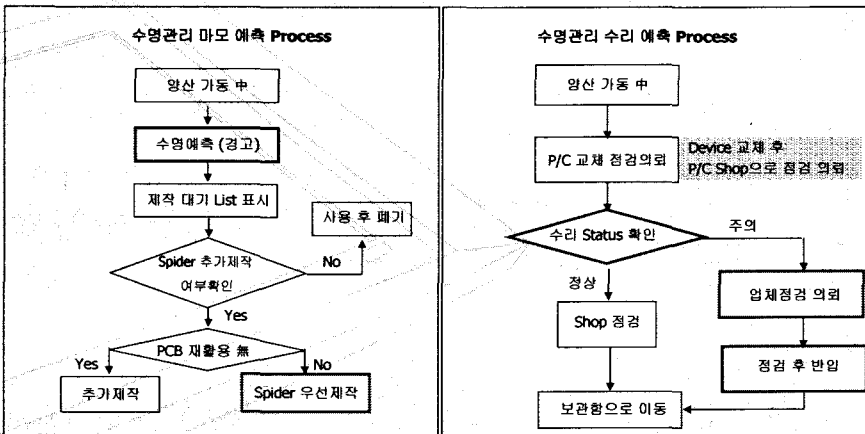 수명관리 마모 예측 Process
양산 가동 中
수명예측 (경고)
제작 대기 List 표시
사용 후 폐기
Spider 추가제작
여부확인
No
Yes
PCB 재활용 無
Yes
No
추가제작
Spider 우선제작
수명관리 수리 예측 Process
양산 가동 中
P/C 교체 점검의뢰
Device 교체 후
P/C Shop으로 점검 의뢰
수리 Status 확인
주의
정상
업체점검 의뢰
Shop 점검
점검 후 반입
보관함으로 이동